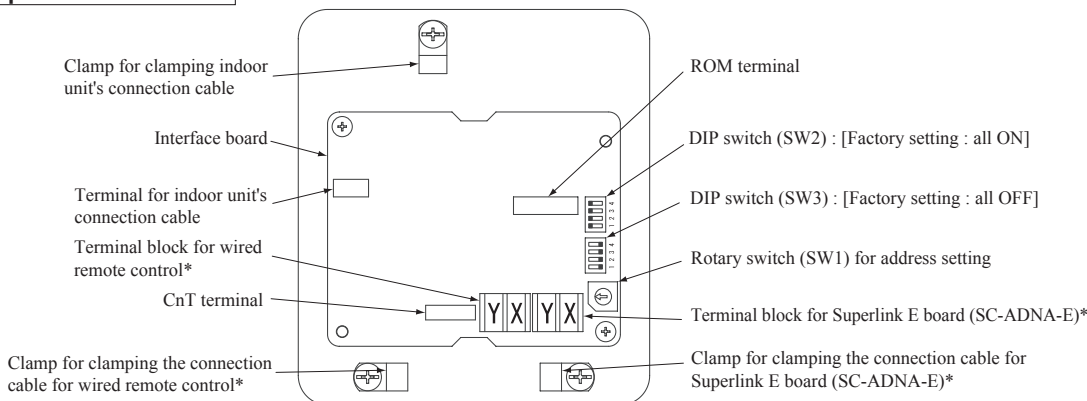 Clamp for clamping indoor
unit's connection cable
Interface board
Terminal for indoor unit's
connection cable
Terminal block for wired
remote control*
CnT terminal
Clamp for clamping the connection
cable for wired remote control*
ROM terminal
DIP switch (SW2) : [Factory setting : all ON]
DIP switch (SW3) : [Factory setting : all OFF]
Rotary switch (SW1) for address setting
Terminal block for Superlink E board (SC-ADNA-E)*
Clamp for clamping the connection cable for
Superlink E board (SC-ADNA-E)*
1 2 3 4
1 2 3 4
Y X Y X